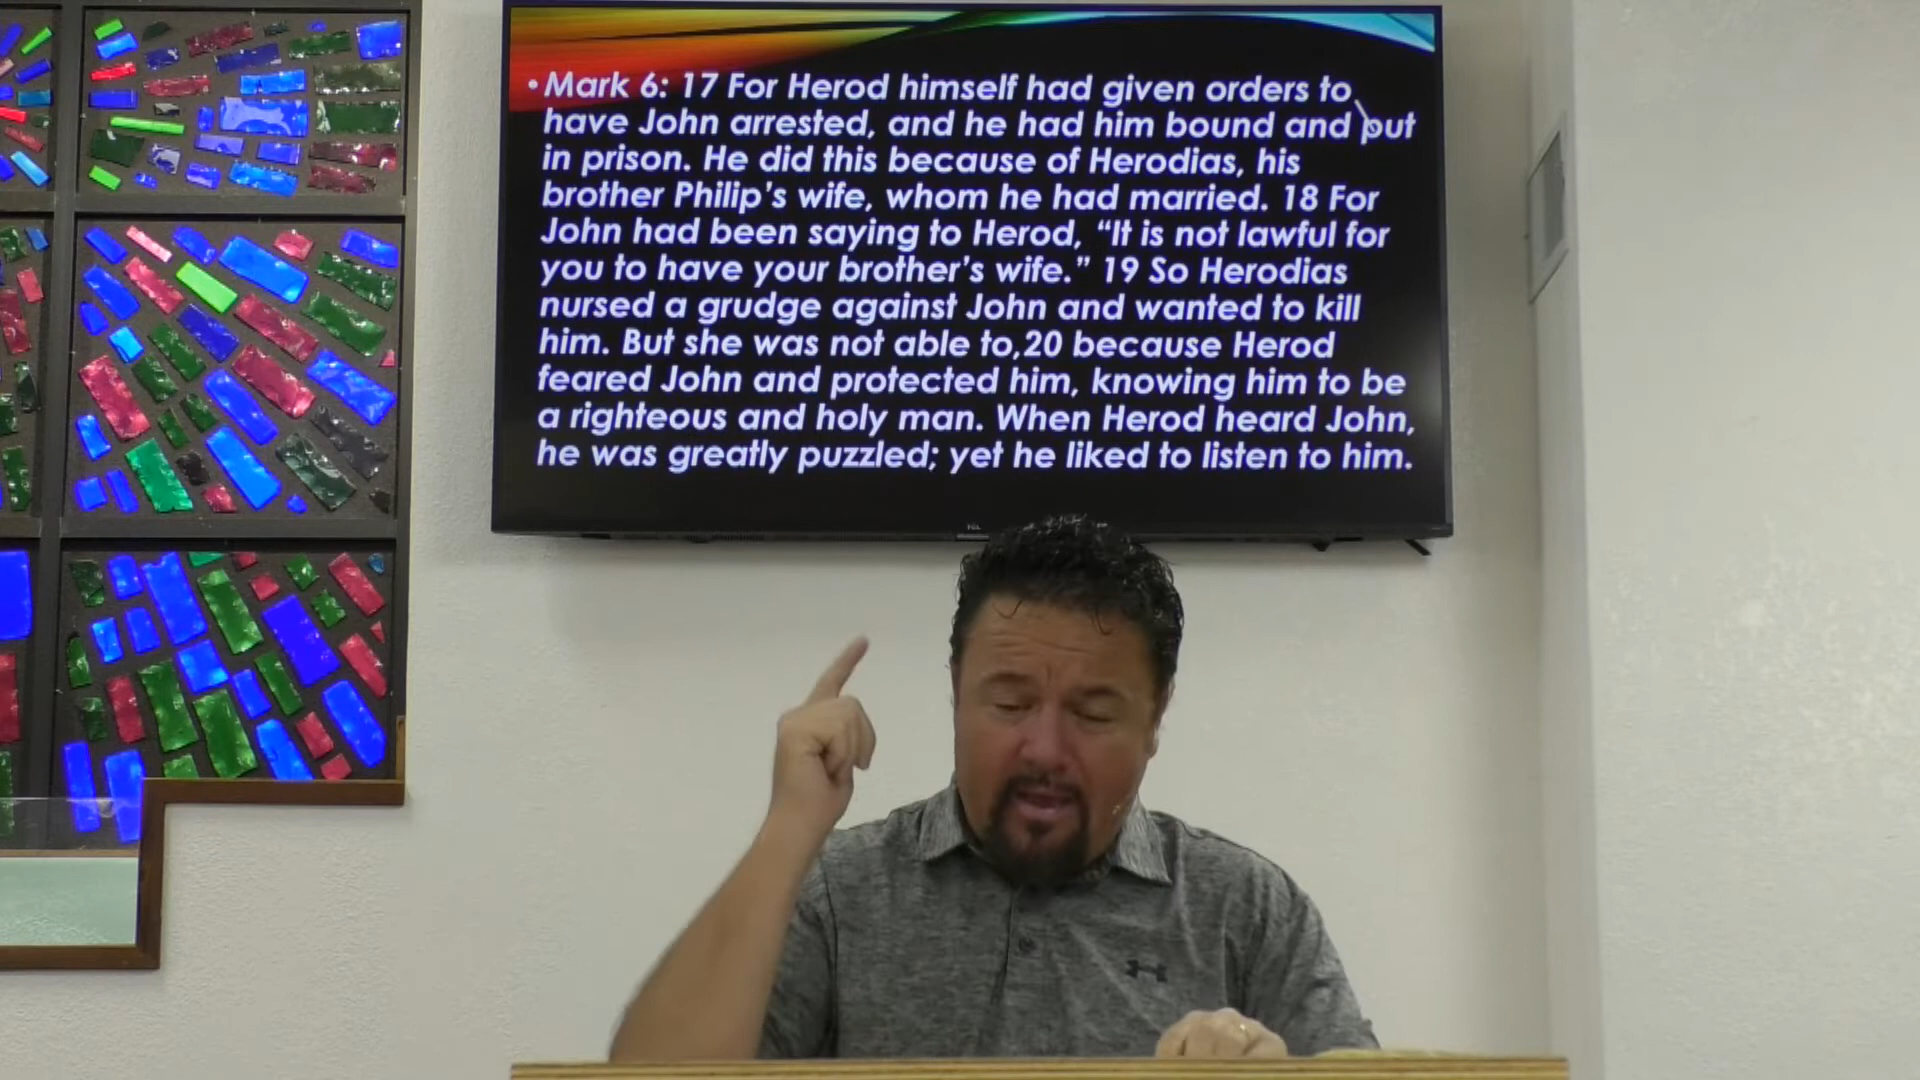 • Mark 6: 17 For Herod himself had given orders to
have John arrested, and he had him bound and put
in prison. He did this because of Herodias, his
brother Philip’s wife, whom he had married. 18 For
John had been saying to Herod, “It is not lawful for
you to have your brother’s wife.” 19 So Herodias
nursed a grudge against John and wanted to kill
him. But she was not able to,20 because Herod
feared John and protected him, knowing him to be
a righteous and holy man. When Herod heard John,
he was greatly puzzled; yet he liked to listen to him.
TCL